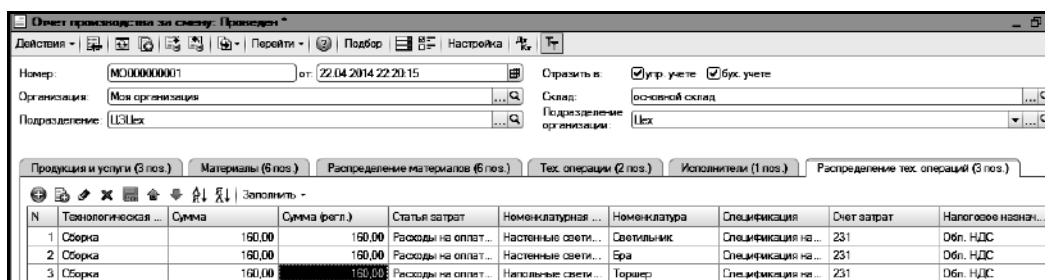 Отчет производства за смену: Проведен *
Действия Перейти Подбор Настройка
Номер: МО000000001 от: 22.04.2014 22:20:15 Отразить в: упр. учете бух. учете
Организация: Моя организация ... Склад: основной склад ...
Подразделение: ЦЗЦех ... Подразделение организации: Цех ...
Продукция и услуги (3 поз.) Материалы (6 поз.) Распределение материалов (6 поз.) Тех. операции (2 поз.) Исполнители (1 поз.) Распределение тех. операций (3 поз.)
Заполнить
N Технологическая ... Сумма Сумма (регл.) Статья затрат Номенклатурная ... Номенклатура Спецификация Счет затрат Налоговое назнач...
1 Сборка 160,00 160,00 Расходы на оплат... Настенные свети... Светильник Спецификация на... 231 Обл. НДС
2 Сборка 160,00 160,00 Расходы на оплат... Настенные свети... Бра Спецификация на... 231 Обл. НДС
3 Сборка 160,00 160,00 Расходы на оплат... Напольные свети... Торшер Спецификация на... 231 Обл. НДС